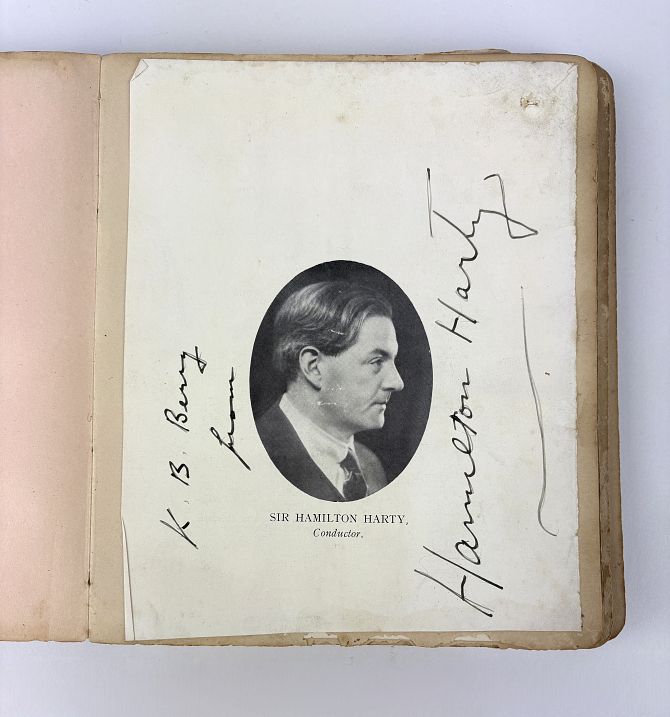 K. B. Berry
from
SIR HAMILTON HARTY,
Conductor.
Hamilton Harty